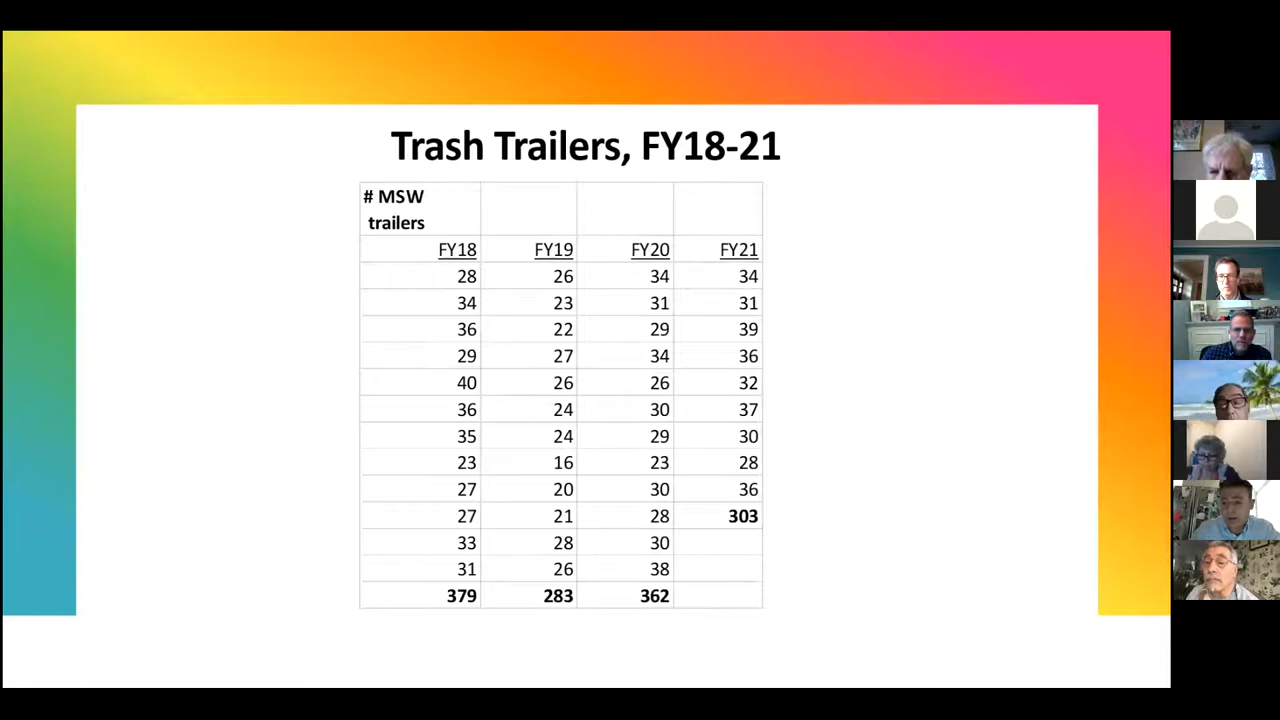 Trash Trailers, FY18-21
# MSW
trailers
FY18 FY19 FY20 FY21
28 26 34 34
34 23 31 31
36 22 29 39
29 27 34 36
40 26 26 32
36 24 30 37
35 24 29 30
23 16 23 28
27 20 30 36
27 21 28 303
33 28 30
31 26 38
379 283 362